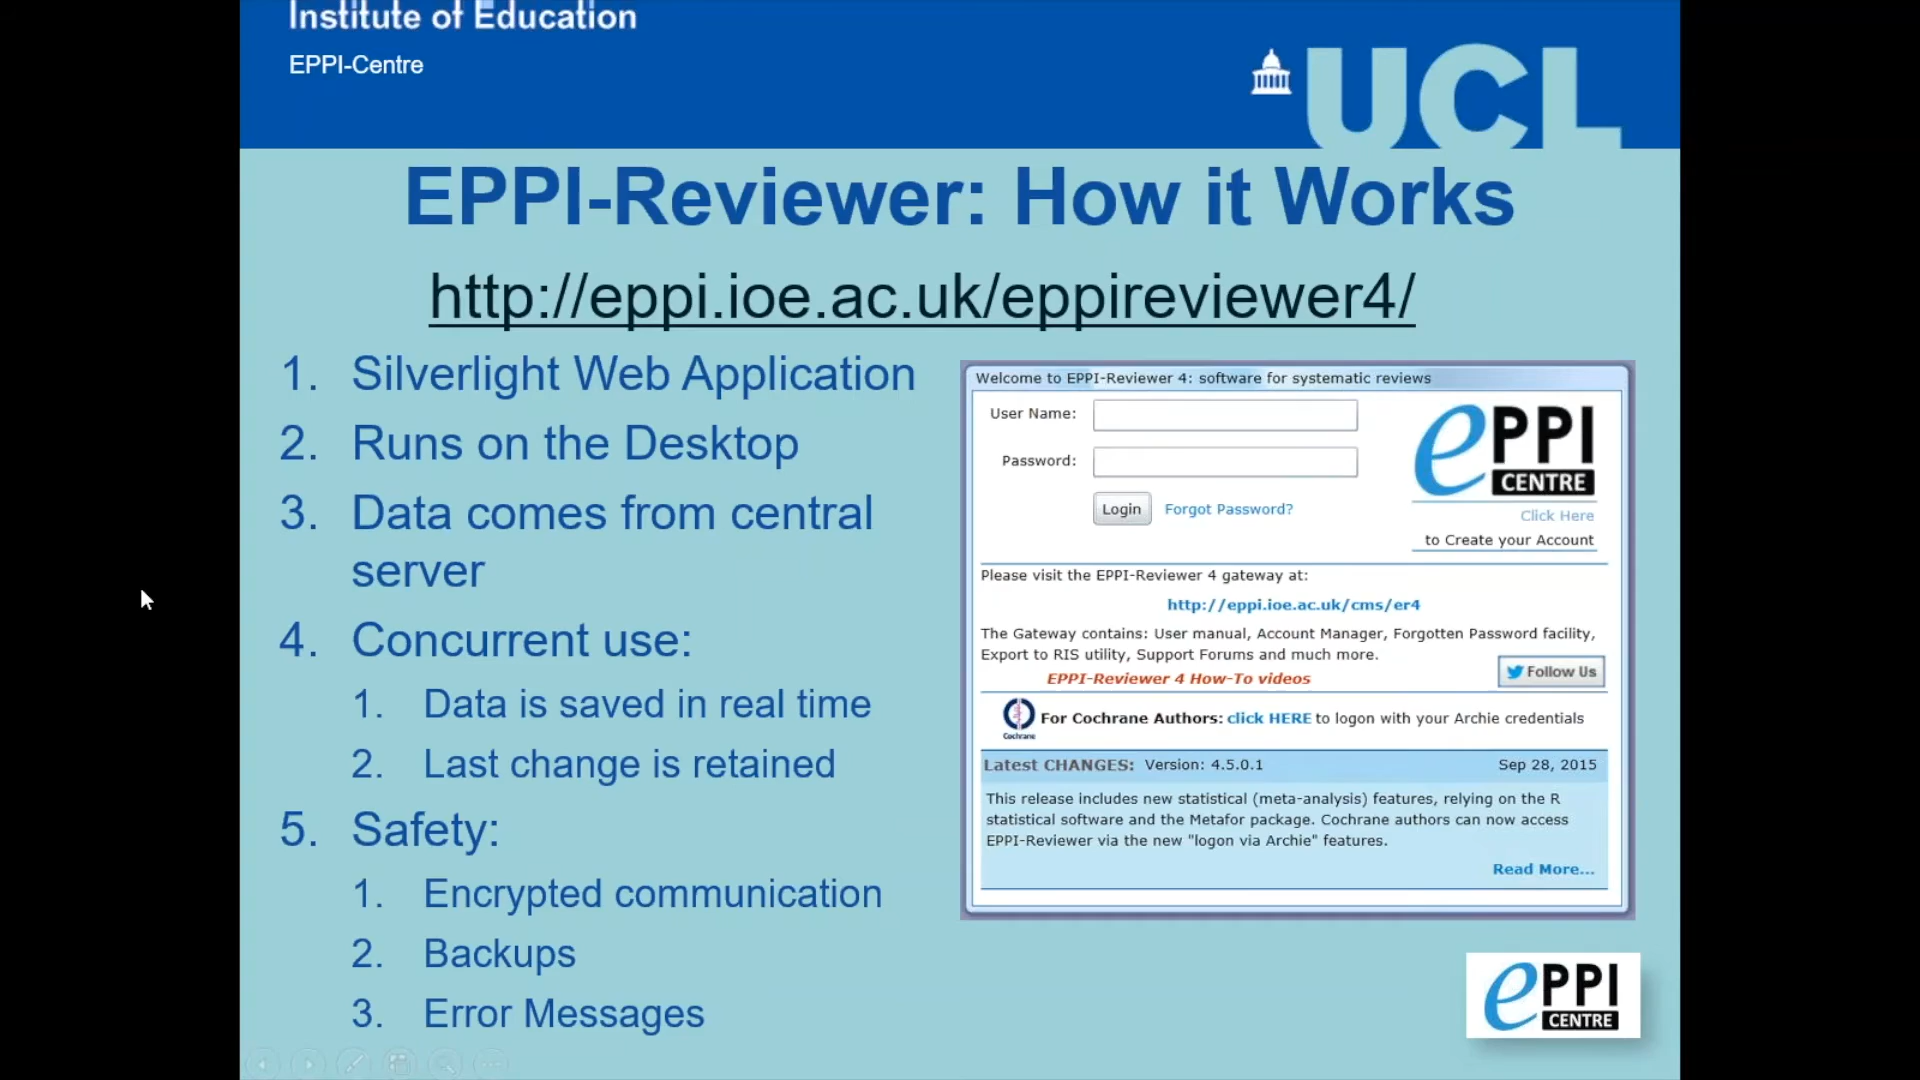 Institute of Education
EPPI-Centre
UCL
EPPI-Reviewer: How it Works
http://eppi.ioe.ac.uk/eppireviewer4/
1. Silverlight Web Application
2. Runs on the Desktop
3. Data comes from central
server
4. Concurrent use:
1. Data is saved in real time
2. Last change is retained
5. Safety:
1. Encrypted communication
2. Backups
3. Error Messages
Welcome to EPPI-Reviewer 4: software for systematic reviews
User Name:
Password:
Login Forgot Password?
ePPI
CENTRE
Click Here
to Create your Account
Please visit the EPPI-Reviewer 4 gateway at:
http://eppi.ioe.ac.uk/cms/er4
The Gateway contains: User manual, Account Manager, Forgotten Password facility,
Export to RIS utility, Support Forums and much more.
Follow Us
EPPI-Reviewer 4 How-To videos
Cochrane
For Cochrane Authors: click HERE to logon with your Archie credentials
Latest CHANGES: Version: 4.5.0.1 Sep 28, 2015
This release includes new statistical (meta-analysis) features, relying on the R
statistical software and the Metafor package. Cochrane authors can now access
EPPI-Reviewer via the new "logon via Archie" features.
Read More...
ePPI
CENTRE